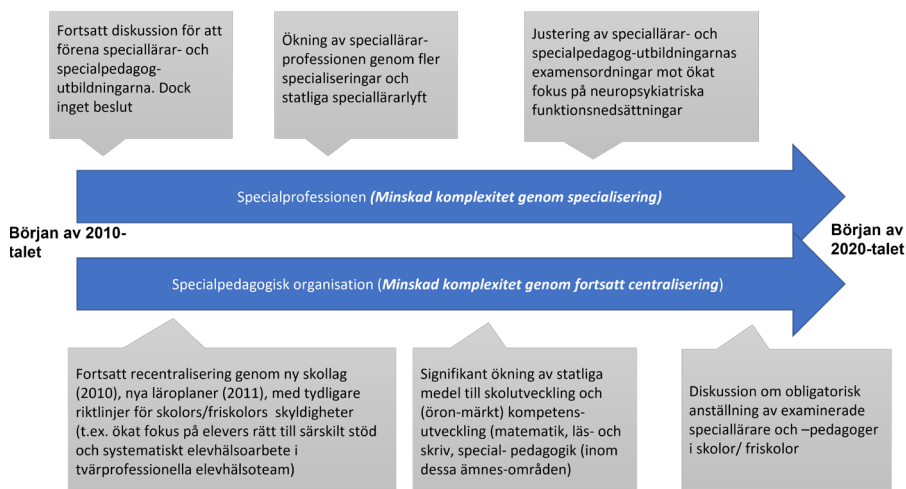 Fortsatt diskussion för att
förena speciallärar- och
specialpedagog-
utbildningarna. Dock
inget beslut
Ökning av speciallärar-
professionen genom fler
specialiseringar och
statliga speciallärarlyft
Justering av speciallärar- och
specialpedagog-utbildningarnas
examensordningar mot ökat
fokus på neuropsykiatriska
funktionsnedsättningar
Specialprofessionen (Minskad komplexitet genom specialisering)
Början av 2010-
talet
Början av
2020-talet
Specialpedagogisk organisation (Minskad komplexitet genom fortsatt centralisering)
Fortsatt recentralisering genom ny skollag
(2010), nya läroplaner (2011), med tydligare
riktlinjer för skolors/friskolors skyldigheter
(t.ex. ökat fokus på elevers rätt till särskilt stöd
och systematiskt elevhälsoarbete i
tvärprofessionella elevhälsoteam)
Signifikant ökning av statliga
medel till skolutveckling och
(öron-märkt) kompetens-
utveckling (matematik, läs- och
skriv, special- pedagogik (inom
dessa ämnes-områden)
Diskussion om obligatorisk
anställning av examinerade
speciallärare och –pedagoger
i skolor/ friskolor